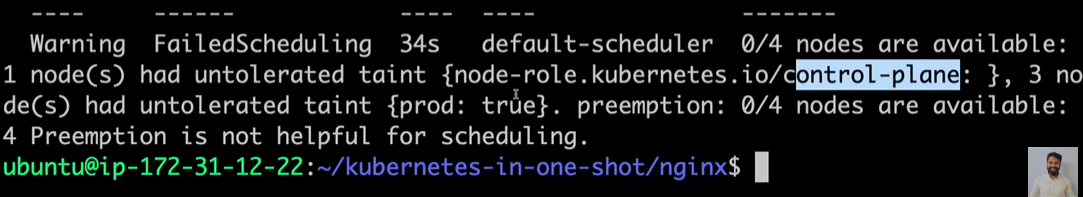 ----     ------              ----  ----               -------
Warning  FailedScheduling  34s   default-scheduler  0/4 nodes are available:
1 node(s) had untolerated taint {node-role.kubernetes.io/control-plane: }, 3 no
de(s) had untolerated taint {prod: true}. preemption: 0/4 nodes are available:
4 Preemption is not helpful for scheduling.
ubuntu@ip-172-31-12-22:~/kubernetes-in-one-shot/nginx$